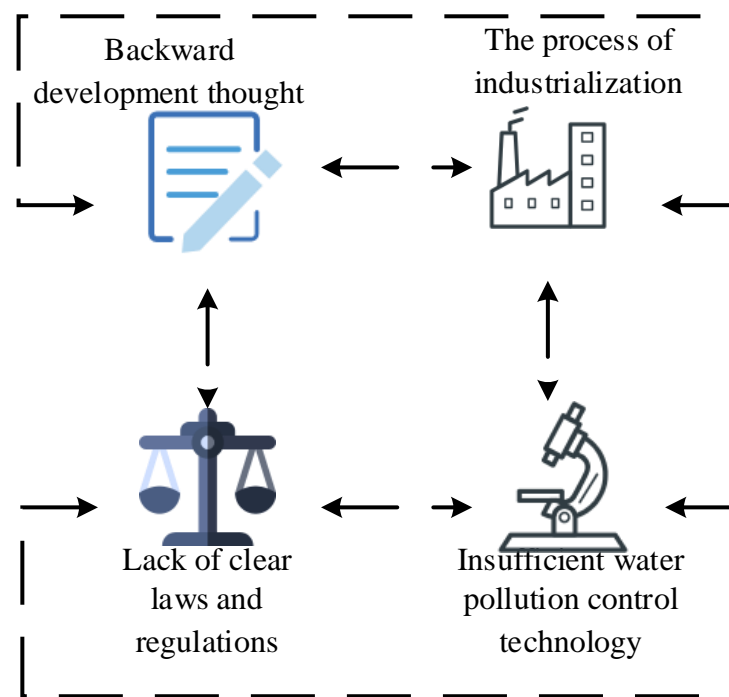 Backward
development thought
The process of
industrialization
Lack of clear
laws and
regulations
Insufficient water
pollution control
technology